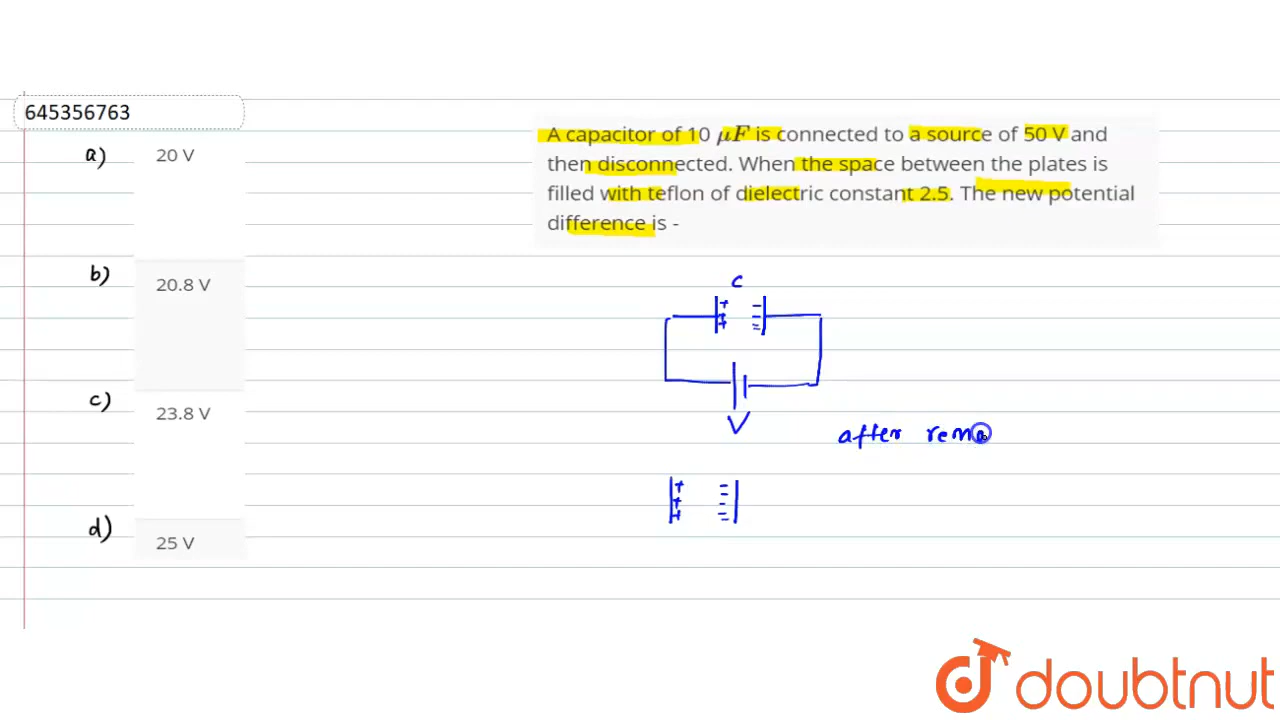 645356763
A capacitor of 10 μF is connected to a source of 50 V and
then disconnected. When the space between the plates is
filled with teflon of dielectric constant 2.5. The new potential
difference is -
a) 20 V
b) 20.8 V
c) 23.8 V
d) 25 V
C
+ −
+ −
+ −
V
after
+ −
+ −
+ −
doubtnut